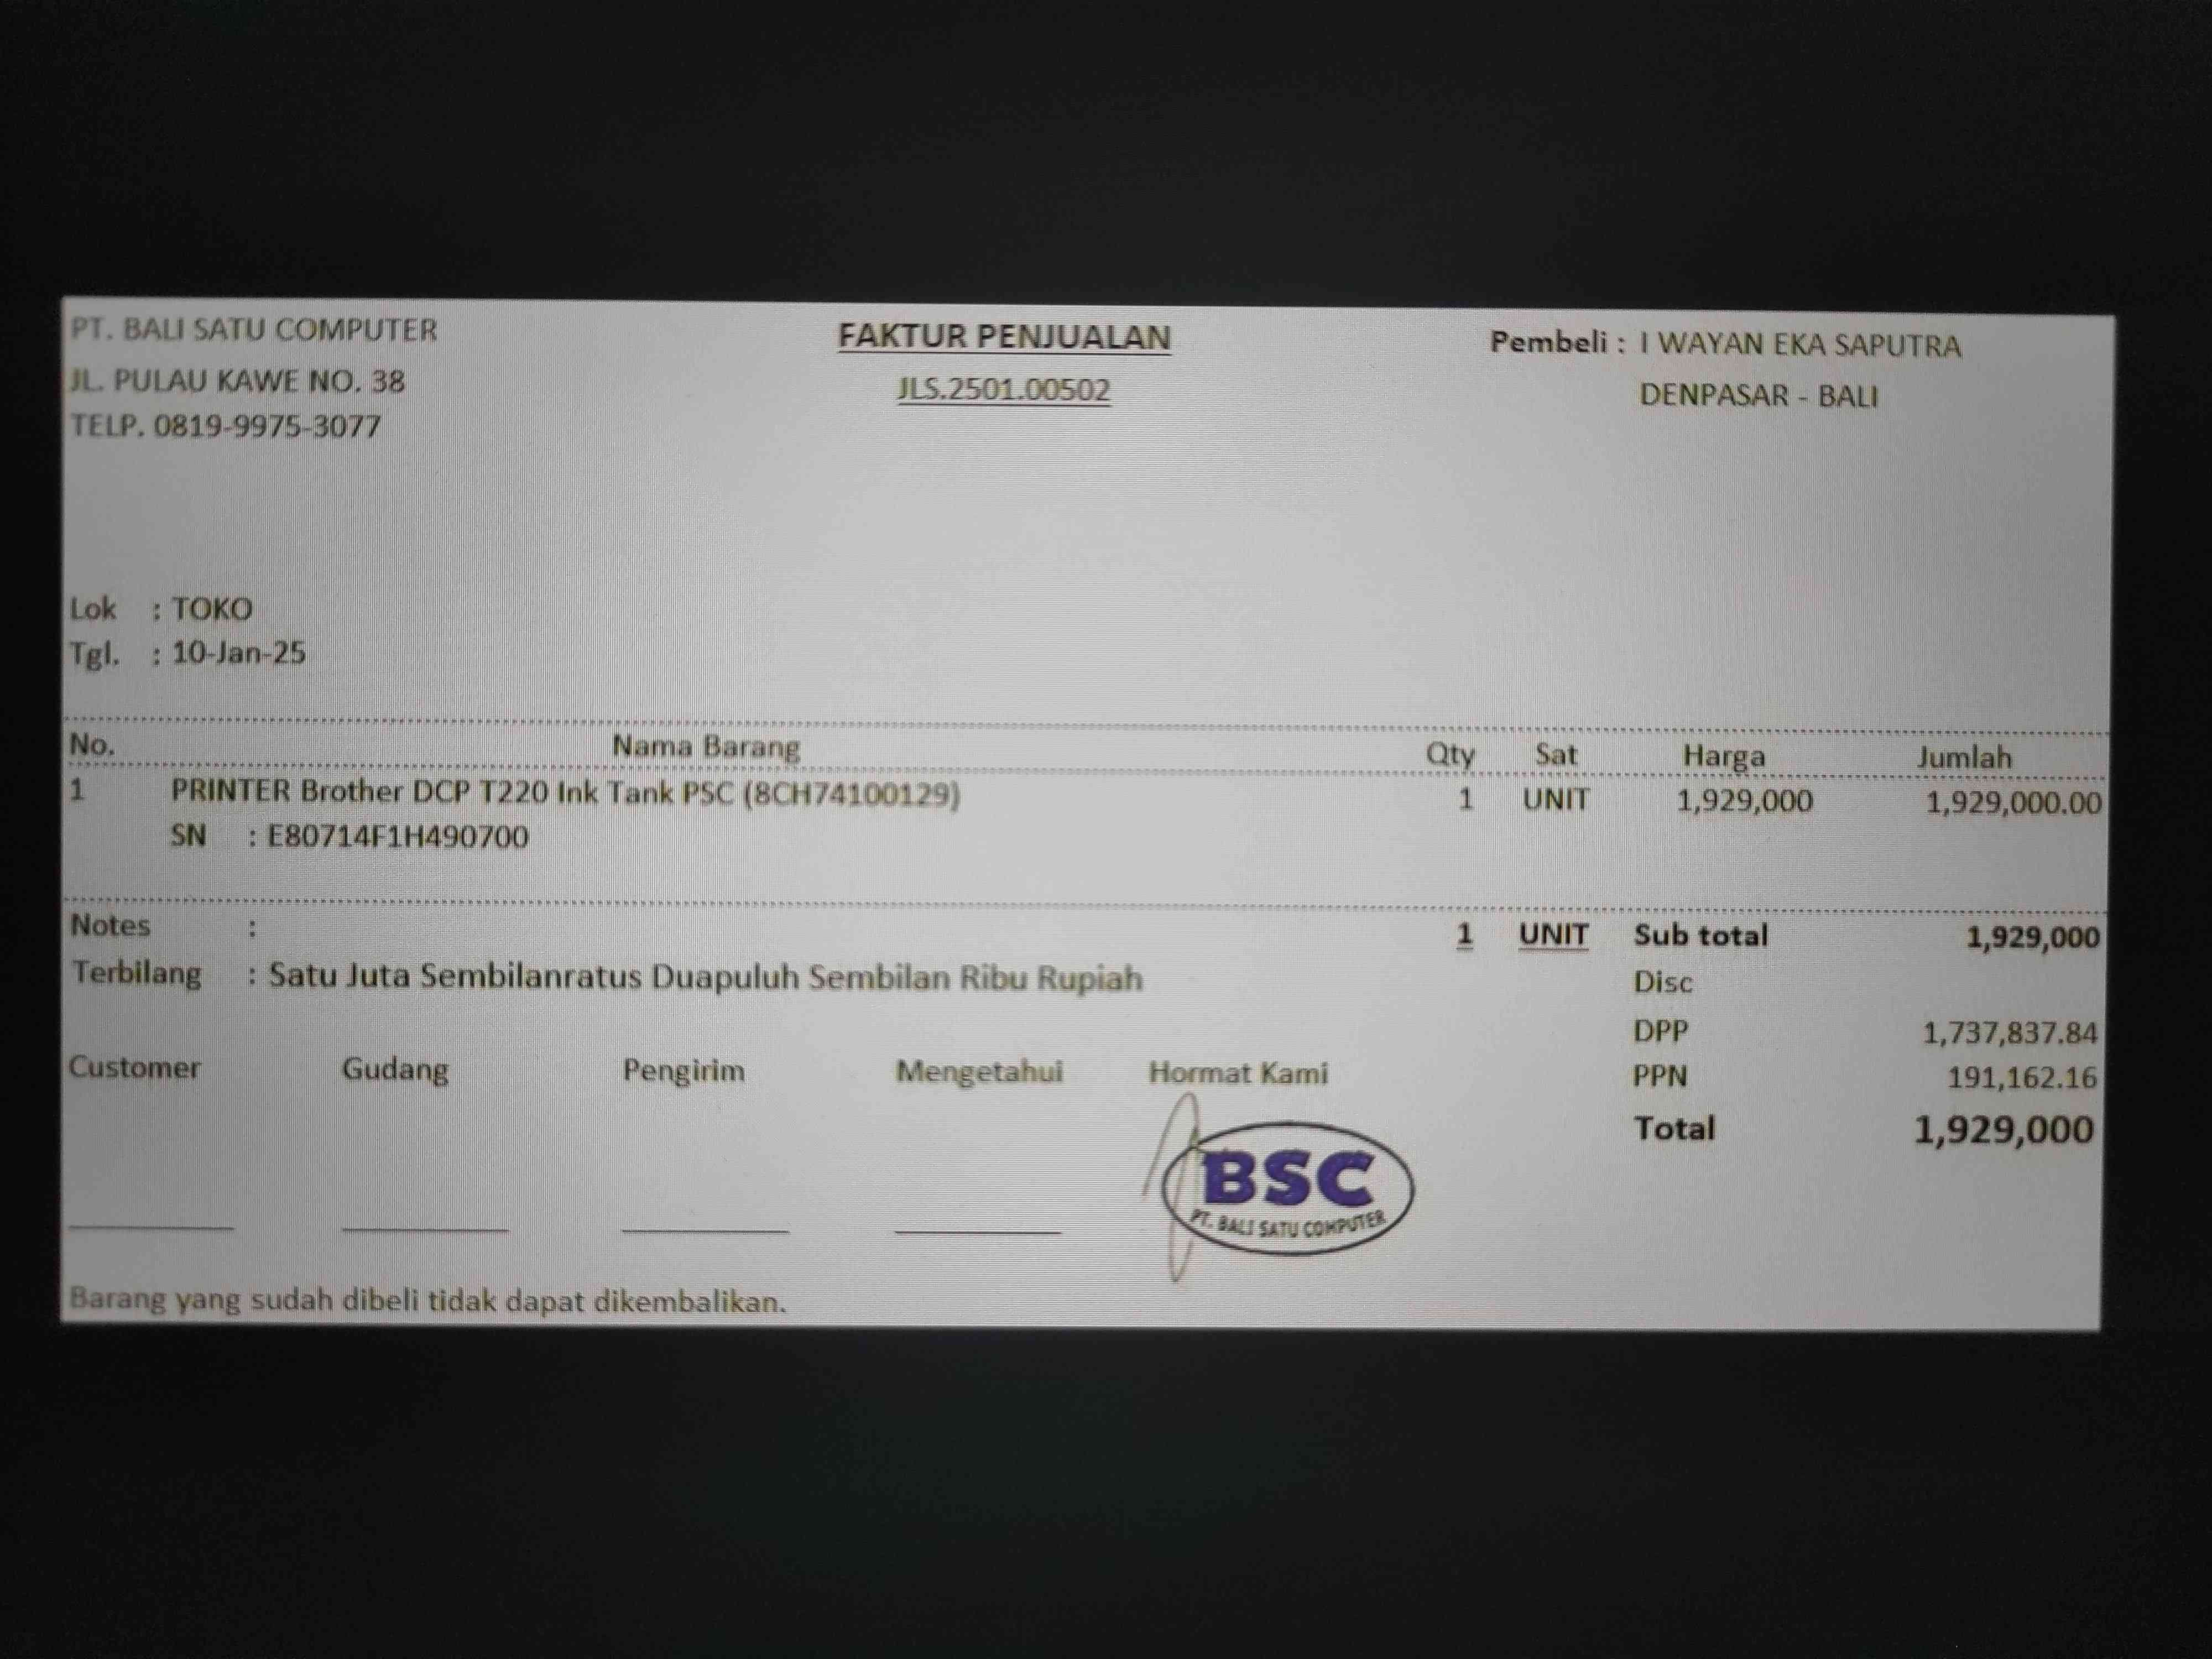 PT. BALI SATU COMPUTER
JL. PULAU KAWE NO. 38
TELP. 0819-9975-3077
FAKTUR PENJUALAN
JLS.2501.00502
Pembeli : I WAYAN EKA SAPUTRA
DENPASAR - BALI
Lok : TOKO
Tgl. : 10-Jan-25
No. Nama Barang Qty Sat Harga Jumlah
1 PRINTER Brother DCP T220 Ink Tank PSC (8CH74100129) 1 UNIT 1,929,000 1,929,000.00
SN : E80714F1H490700
Notes : 1 UNIT Sub total 1,929,000
Terbilang : Satu Juta Sembilanratus Duapuluh Sembilan Ribu Rupiah
Disc
DPP 1,737,837.84
PPN 191,162.16
Total 1,929,000
Customer Gudang Pengirim Mengetahui Hormat Kami
BSC
PT. BALI SATU COMPUTER
Barang yang sudah dibeli tidak dapat dikembalikan.